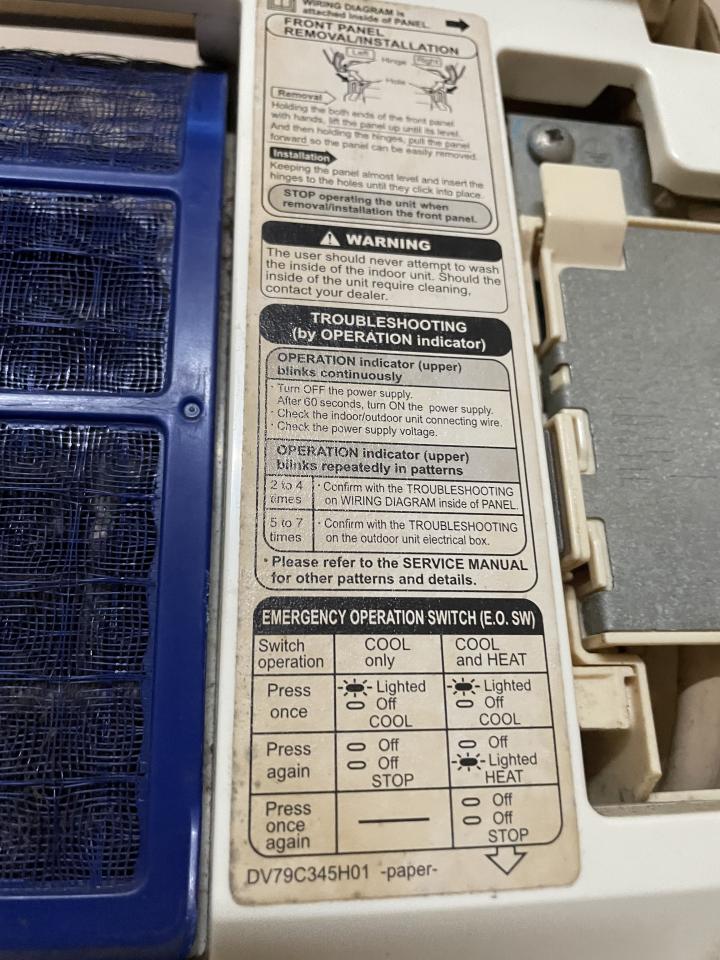 WIRING DIAGRAM is
attached inside of PANEL.
FRONT PANEL
REMOVAL/INSTALLATION
Left Hinge Right
Hole
Removal
Holding the both ends of the front panel
with hands, lift the panel up until its level.
And then holding the hinges, pull the panel
forward so the panel can be easily removed.
Installation
Keeping the panel almost level and insert the
hinges to the holes until they click into place.
STOP operating the unit when
removal/installation the front panel.
WARNING
The user should never attempt to wash
the inside of the indoor unit. Should the
inside of the unit require cleaning,
contact your dealer.
TROUBLESHOOTING
(by OPERATION indicator)
OPERATION indicator (upper)
blinks continuously
· Turn OFF the power supply.
After 60 seconds, turn ON the power supply.
· Check the indoor/outdoor unit connecting wire.
· Check the power supply voltage.
OPERATION indicator (upper)
blinks repeatedly in patterns
2 to 4 times · Confirm with the TROUBLESHOOTING
on WIRING DIAGRAM inside of PANEL.
5 to 7 times · Confirm with the TROUBLESHOOTING
on the outdoor unit electrical box.
· Please refer to the SERVICE MANUAL
for other patterns and details.
EMERGENCY OPERATION SWITCH (E.O. SW)
Switch operation COOL only COOL and HEAT
Press once Lighted Off COOL Lighted Off COOL
Press again Off Off STOP Off Lighted HEAT
Press once again —— Off Off STOP
DV79C345H01 -paper-